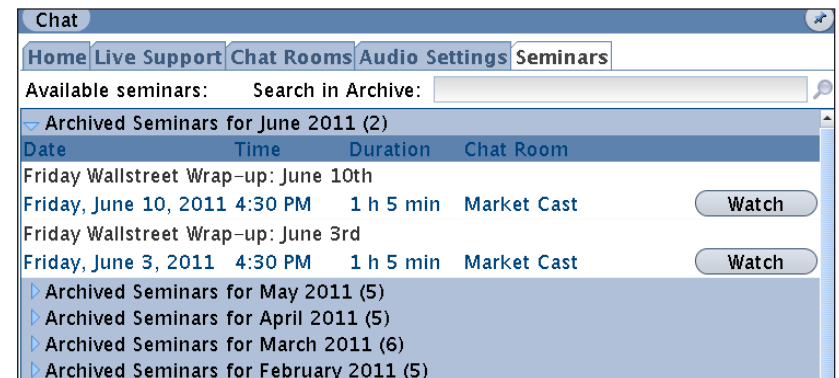 Chat
Home Live Support Chat Rooms Audio Settings Seminars
Available seminars: Search in Archive:
Archived Seminars for June 2011 (2)
Date Time Duration Chat Room
Friday Wallstreet Wrap-up: June 10th
Friday, June 10, 2011 4:30 PM 1 h 5 min Market Cast Watch
Friday Wallstreet Wrap-up: June 3rd
Friday, June 3, 2011 4:30 PM 1 h 5 min Market Cast Watch
Archived Seminars for May 2011 (5)
Archived Seminars for April 2011 (5)
Archived Seminars for March 2011 (6)
Archived Seminars for February 2011 (5)